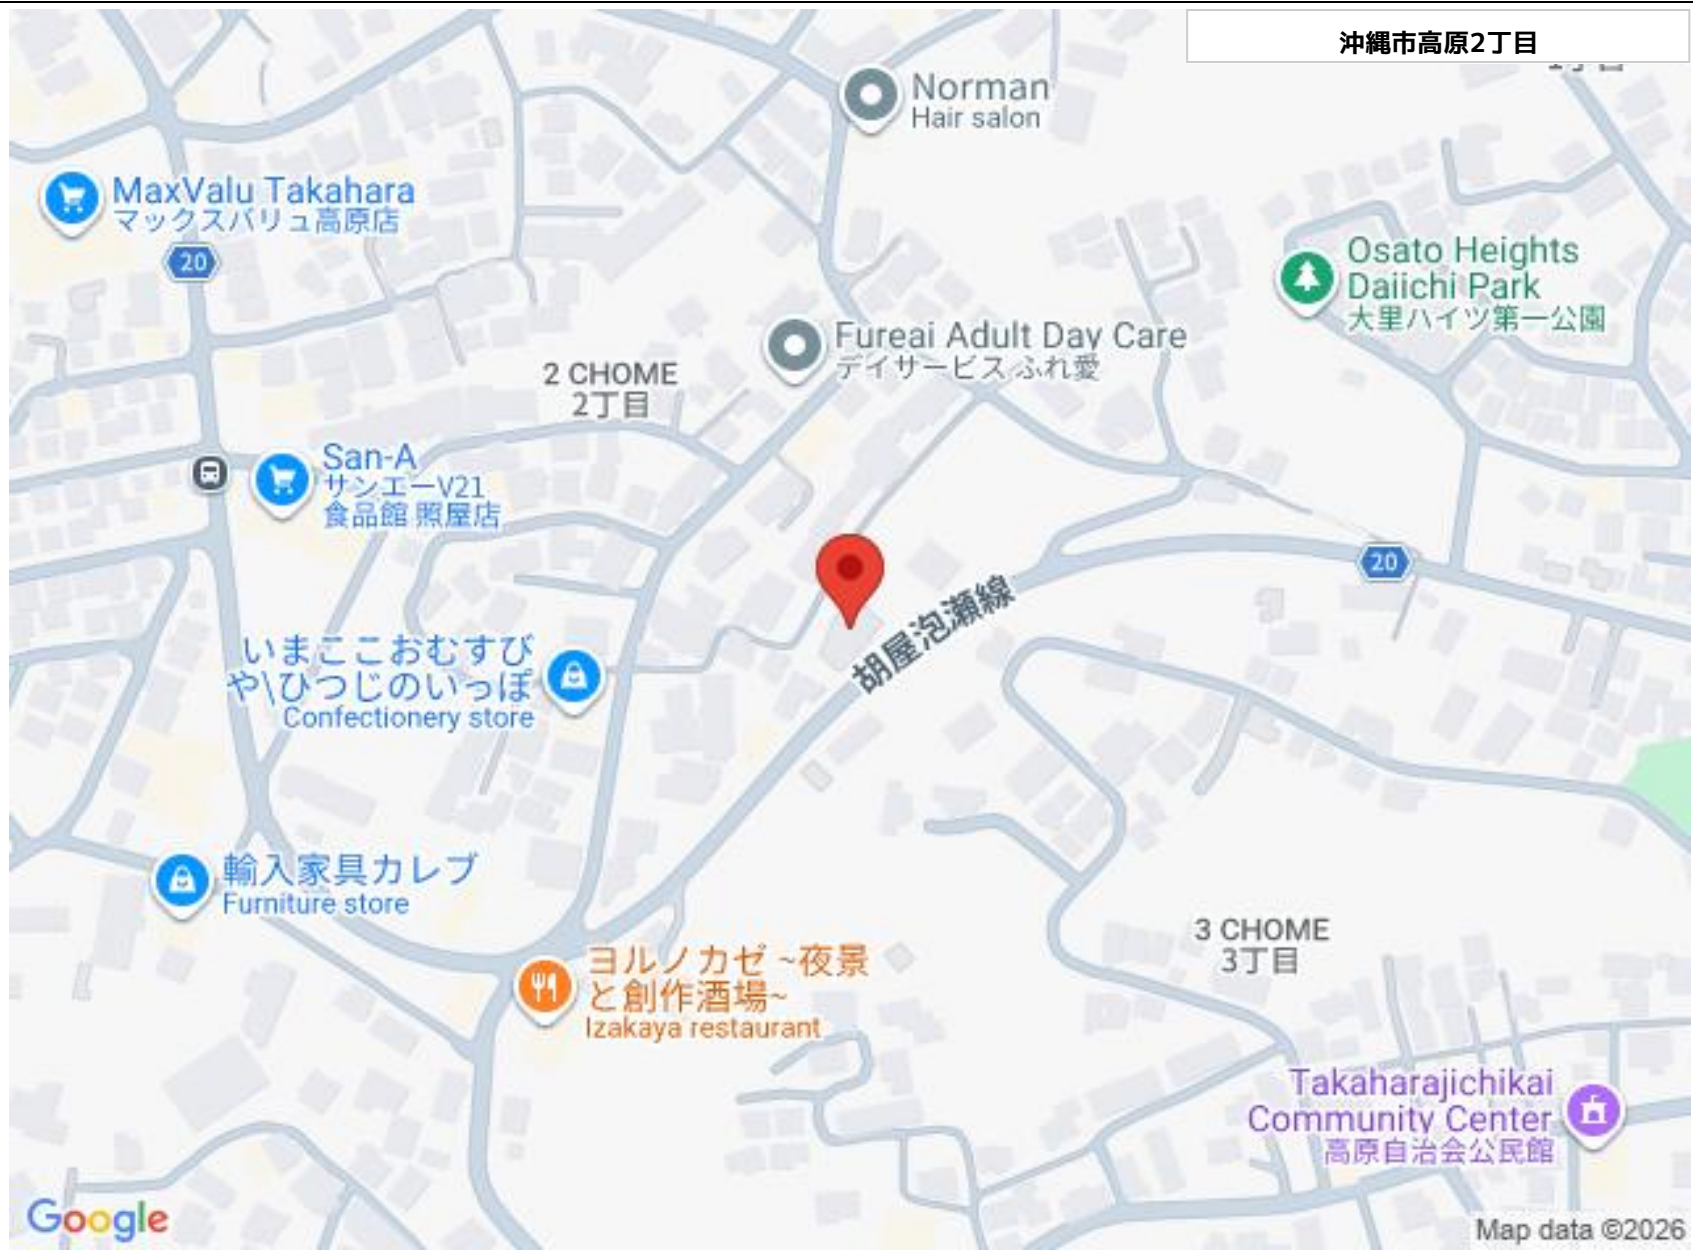 沖縄市高原2丁目
Norman
Hair salon
MaxValu Takahara
マックスバリュ高原店
20
Osato Heights
Daiichi Park
大里ハイツ第一公園
Fureai Adult Day Care
デイサービスふれ愛
2 CHOME
2丁目
San-A
サンエーV21
食品館 照屋店
20
胡屋泡瀬線
いまここおむすび
や\ひつじのいっぽ
Confectionery store
輸入家具カレブ
Furniture store
ヨルノカゼ ~夜景
と創作酒場~
Izakaya restaurant
3 CHOME
3丁目
Takaharajichikai
Community Center
高原自治会公民館
Google
Map data ©2026